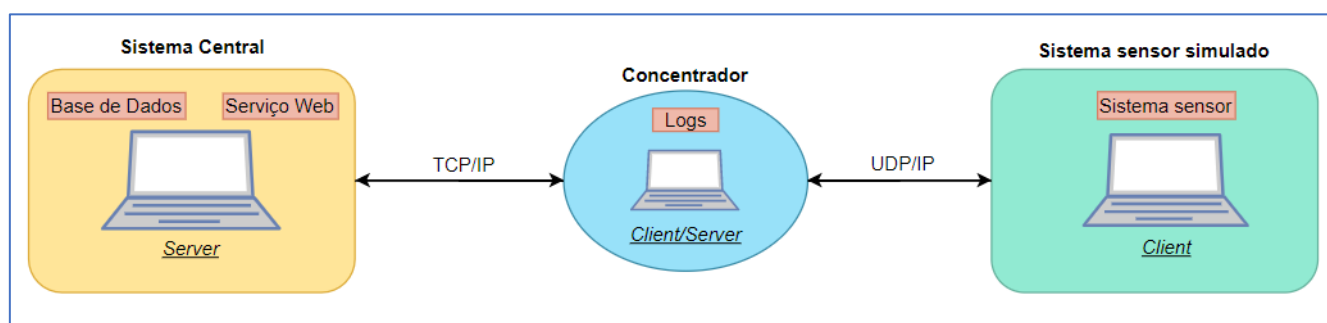 Sistema Central
Base de Dados
Serviço Web
Server
TCP/IP
Concentrador
Logs
Client/Server
UDP/IP
Sistema sensor simulado
Sistema sensor
Client